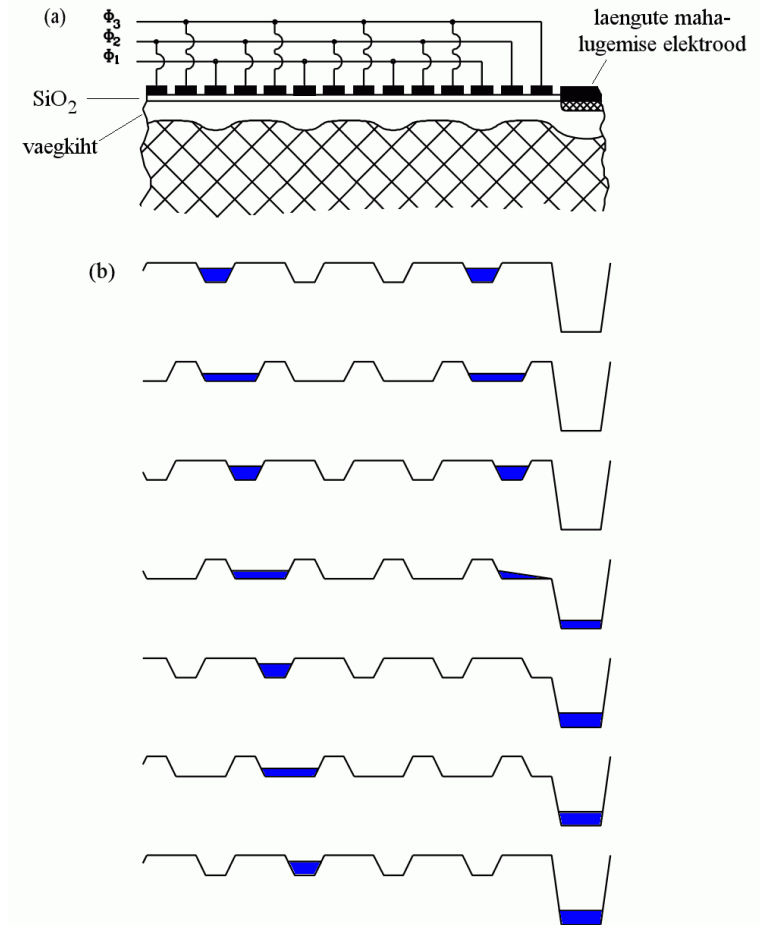 (a)
Φ3
Φ2
Φ1
laengute maha-
lugemise elektrood
SiO2
vaegkiht
(b)